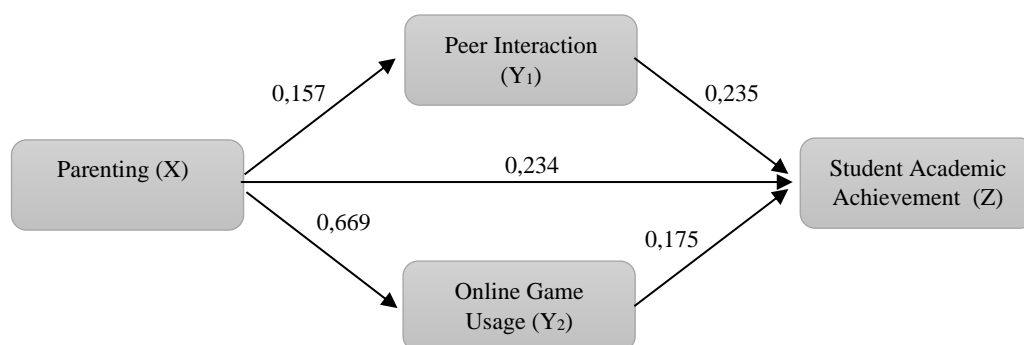 Peer Interaction
(Y₁)
0,157
0,235
Parenting (X)
0,234
Student Academic
Achievement (Z)
0,669
0,175
Online Game
Usage (Y₂)